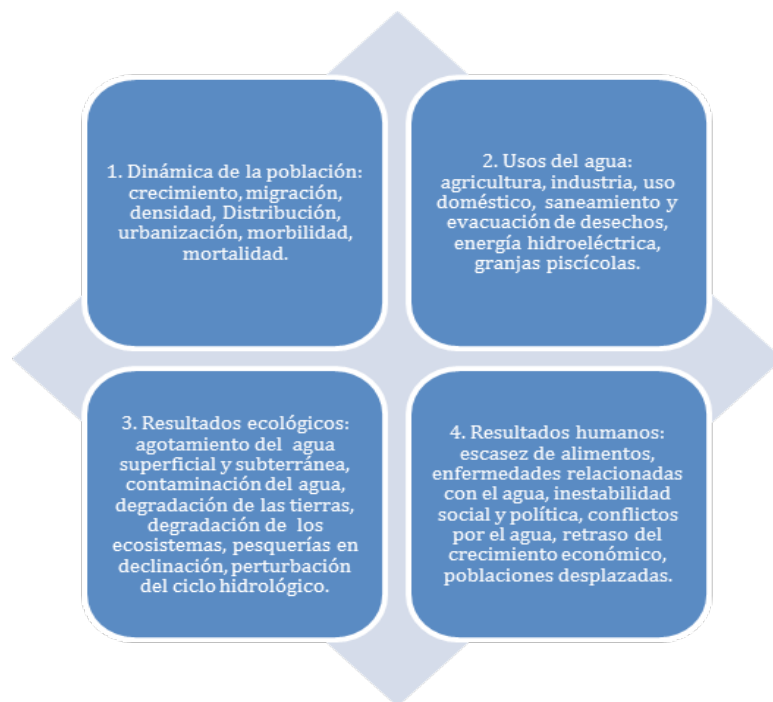 1. Dinámica de la población:
crecimiento, migración,
densidad, Distribución,
urbanización, morbilidad,
mortalidad.
2. Usos del agua:
agricultura, industria, uso
doméstico, saneamiento y
evacuación de desechos,
energía hidroeléctrica,
granjas piscícolas.
3. Resultados ecológicos:
agotamiento del agua
superficial y subterránea,
contaminación del agua,
degradación de las tierras,
degradación de los
ecosistemas, pesquerías en
declinación, perturbación
del ciclo hidrológico.
4. Resultados humanos:
escasez de alimentos,
enfermedades relacionadas
con el agua, inestabilidad
social y política, conflictos
por el agua, retraso del
crecimiento económico,
poblaciones desplazadas.